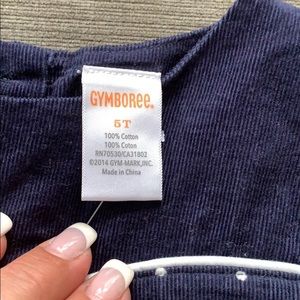 GYMBOREE.
5T
100% Cotton
100% Coton
RN70530/CA31802
©2014 GYM-MARK,INC.
Made in China